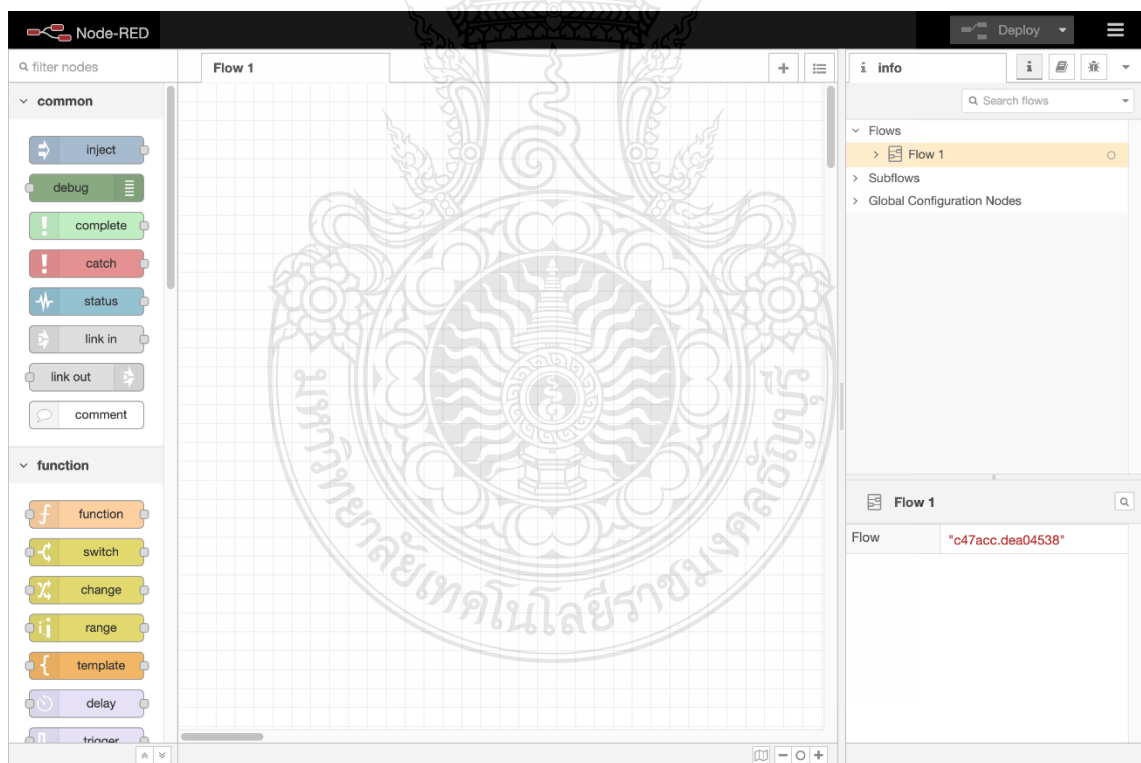 Node-RED
Deploy
filter nodes
Flow 1
info
Search flows
common
inject
debug
complete
catch
status
link in
link out
comment
function
function
switch
change
range
template
delay
trigger
Flows
Flow 1
Subflows
Global Configuration Nodes
Flow 1
Flow
"c47acc.dea04538"
มหาวิทยาลัยเทคโนโลยีราชมงคลธัญบุรี